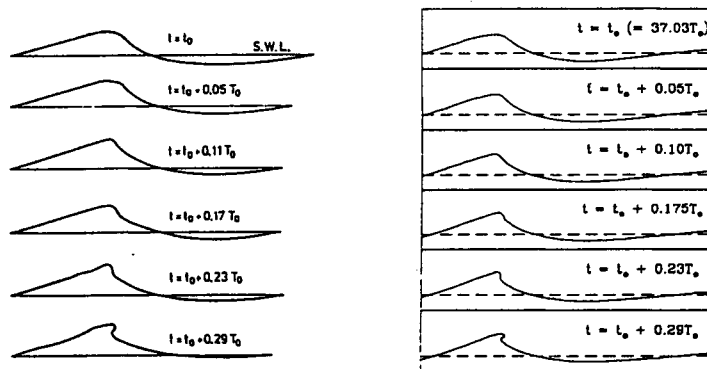 t = t₀
S.W.L.
t = t₀ + 0.05 T₀
t = t₀ + 0.11 T₀
t = t₀ + 0.17 T₀
t = t₀ + 0.23 T₀
t = t₀ + 0.29 T₀
t = tₒ (= 37.03Tₒ)
t = tₒ + 0.05Tₒ
t = tₒ + 0.10Tₒ
t = tₒ + 0.175Tₒ
t = tₒ + 0.23Tₒ
t = tₒ + 0.29Tₒ